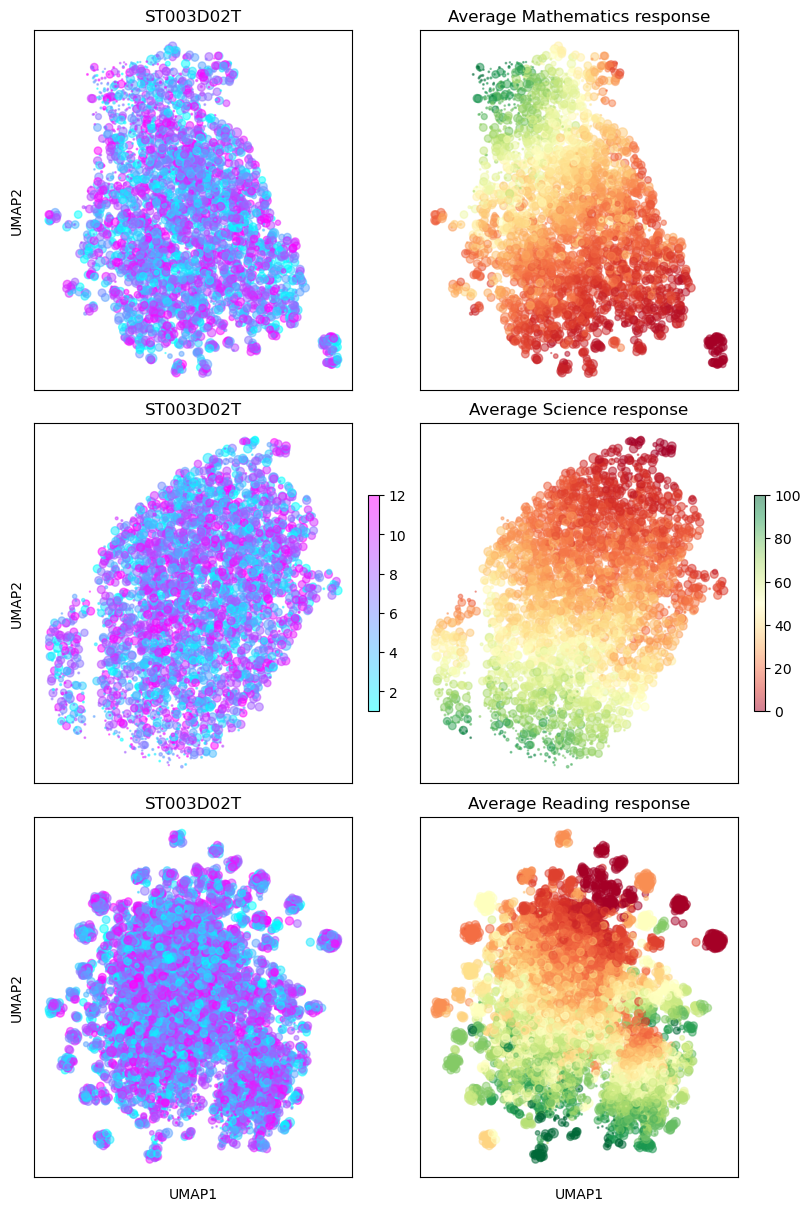 ST003D02T
Average Mathematics response
UMAP2
ST003D02T
Average Science response
UMAP2
12
10
8
6
4
2
100
80
60
40
20
0
ST003D02T
Average Reading response
UMAP2
UMAP1
UMAP1